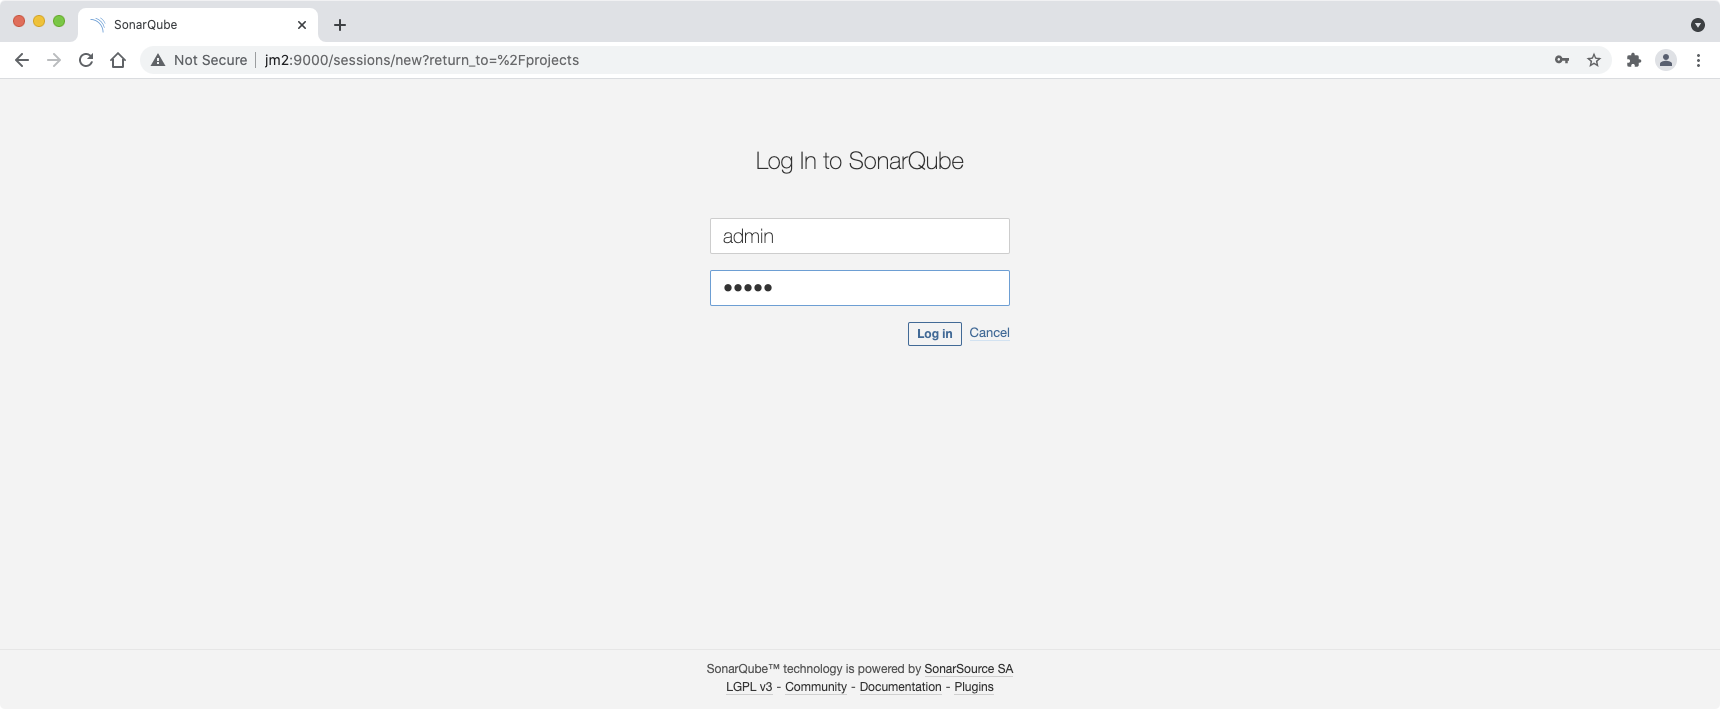 SonarQube
Not Secure jm2:9000/sessions/new?return_to=%2Fprojects
Log In to SonarQube
admin
•••••
Log in Cancel
SonarQube™ technology is powered by SonarSource SA
LGPL v3 - Community - Documentation - Plugins